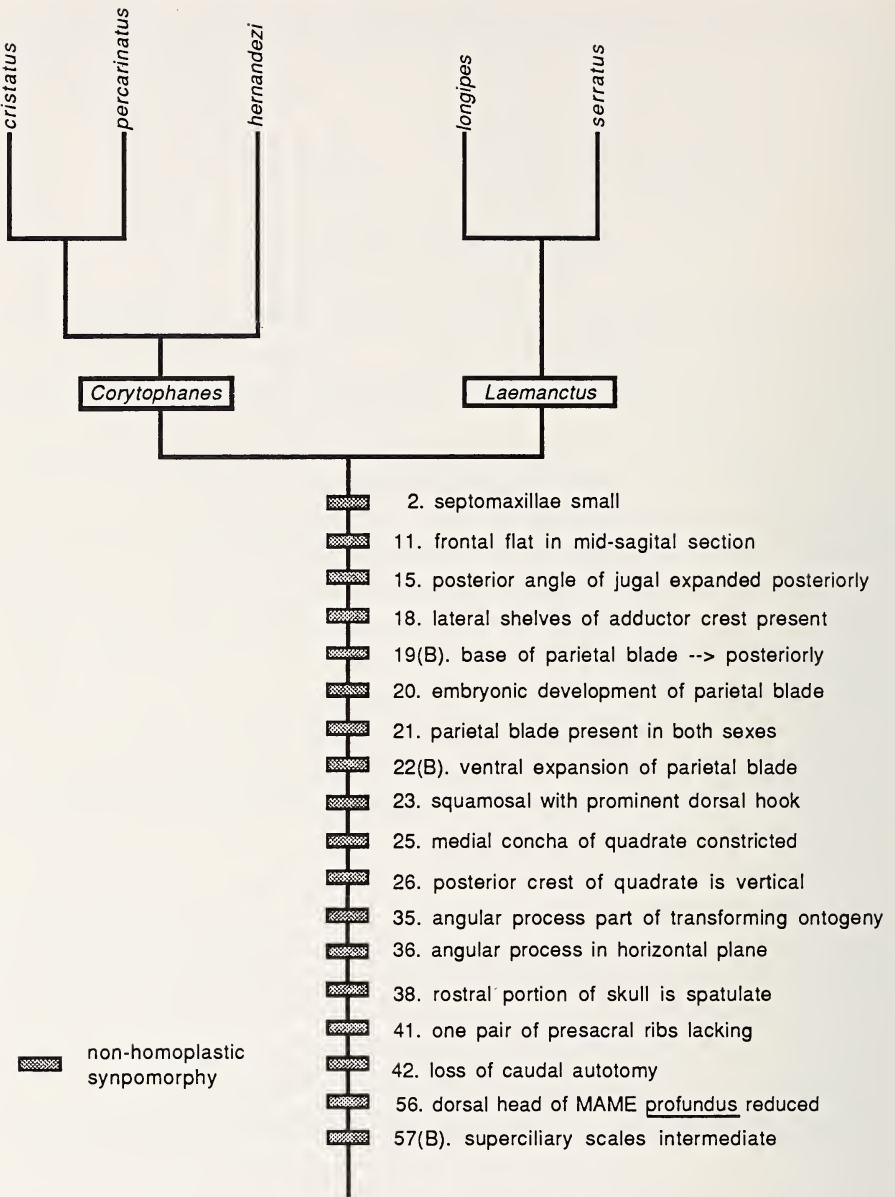 cristatus
percarinatus
hernandezi
longipes
serratus
Corytophanes
Laemanctus
2. septomaxillae small
11. frontal flat in mid-sagital section
15. posterior angle of jugal expanded posteriorly
18. lateral shelves of adductor crest present
19(B). base of parietal blade --> posteriorly
20. embryonic development of parietal blade
21. parietal blade present in both sexes
22(B). ventral expansion of parietal blade
23. squamosal with prominent dorsal hook
25. medial concha of quadrate constricted
26. posterior crest of quadrate is vertical
35. angular process part of transforming ontogeny
36. angular process in horizontal plane
38. rostral portion of skull is spatulate
41. one pair of presacral ribs lacking
42. loss of caudal autotomy
56. dorsal head of MAME profundus reduced
57(B). superciliary scales intermediate
non-homoplastic
synpomorphy